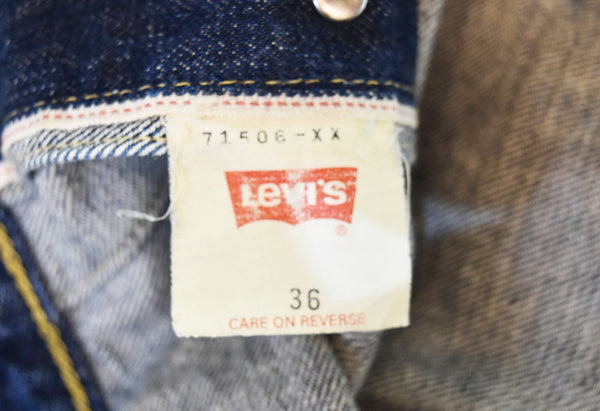 71506-XX
LeVI'S
®
36
CARE ON REVERSE